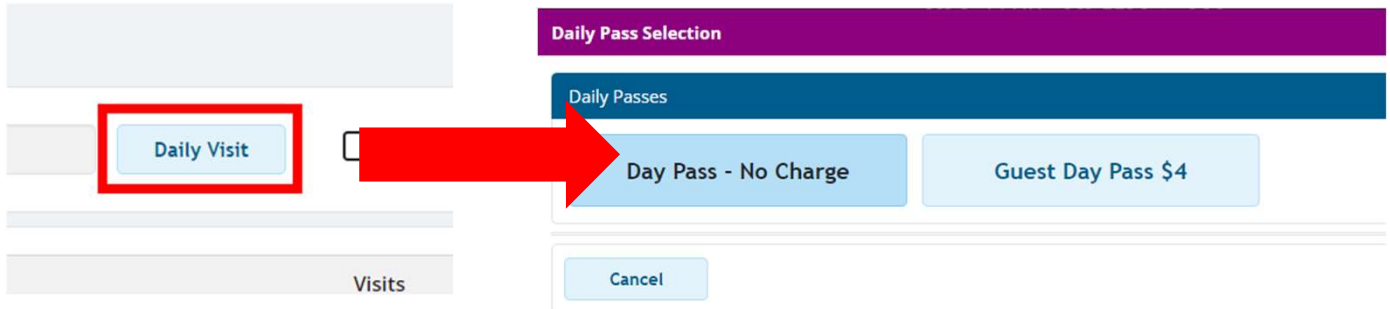 Daily Visit
Visits
Daily Pass Selection
Daily Passes
Day Pass - No Charge
Guest Day Pass $4
Cancel